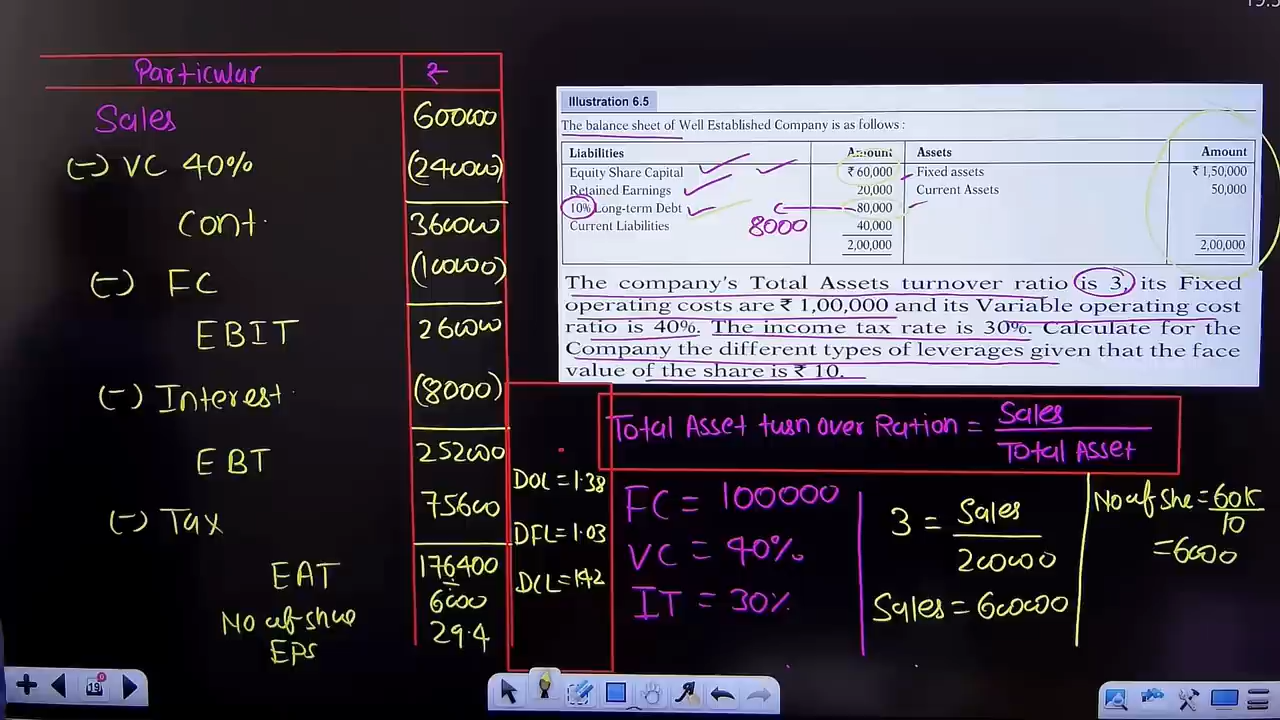 Particular ₹
Sales 600000
(-) VC 40% (240000)
Cont. 360000
(-) FC (100000)
EBIT 260000
(-) Interest. (8000)
EBT 252000
(-) Tax 75600
EAT 176400
No of share ÷ 6000
EPS 29.4
DOL = 1.38
DFL = 1.03
DCL = 1.42
Illustration 6.5
The balance sheet of Well Established Company is as follows :
Liabilities Amount Assets Amount
Equity Share Capital ₹ 60,000 Fixed assets ₹ 1,50,000
Retained Earnings 20,000 Current Assets 50,000
10% Long-term Debt 80,000
8000
Current Liabilities 40,000
2,00,000 2,00,000
The company's Total Assets turnover ratio is 3, its Fixed
operating costs are ₹ 1,00,000 and its Variable operating cost
ratio is 40%. The income tax rate is 30%. Calculate for the
Company the different types of leverages given that the face
value of the share is ₹ 10.
Total Asset turn over Ration = Sales / Total Asset
FC = 100000
VC = 40%
IT = 30%
3 = Sales / 200000
Sales = 600000
No of she = 60k / 10
= 6000
19